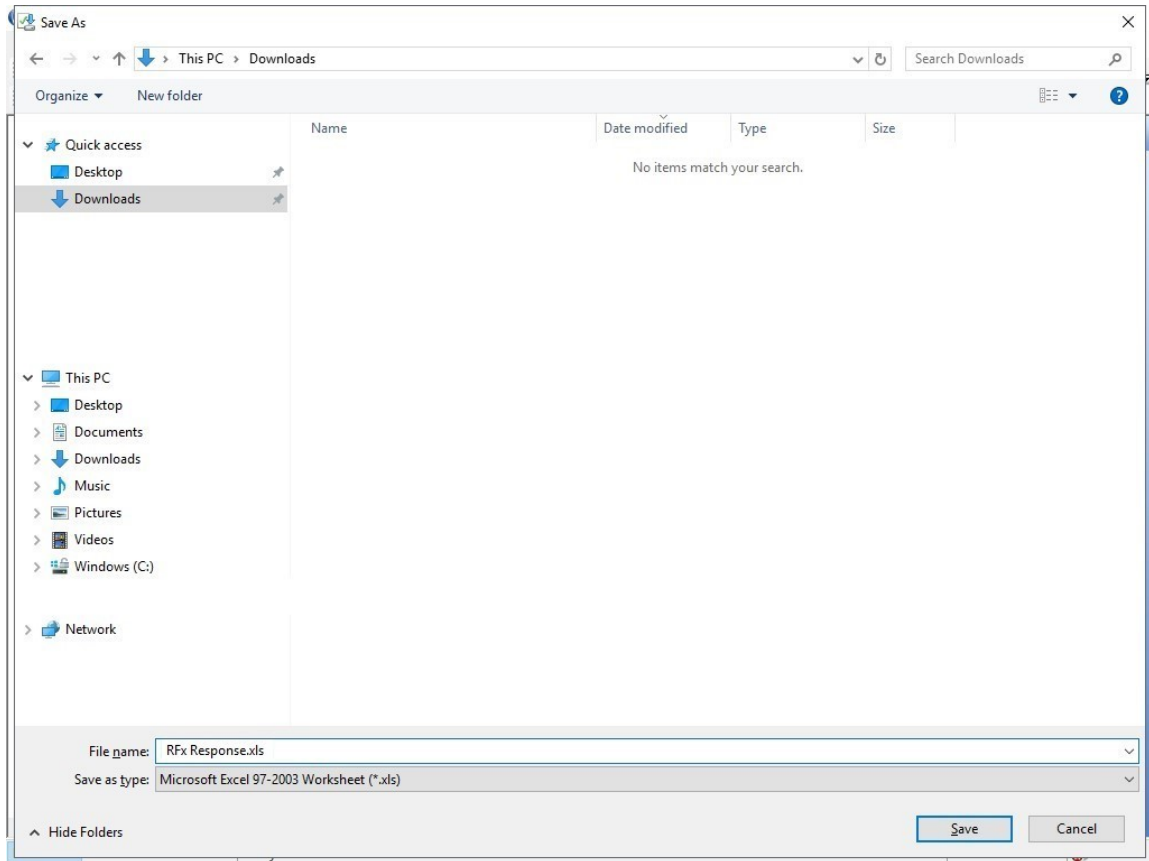 Save As
This PC > Downloads
Search Downloads
Organize
New folder
Name
Date modified
Type
Size
No items match your search.
Quick access
Desktop
Downloads
This PC
Desktop
Documents
Downloads
Music
Pictures
Videos
Windows (C:)
Network
File name: RFx Response.xls
Save as type: Microsoft Excel 97-2003 Worksheet (*.xls)
Hide Folders
Save
Cancel